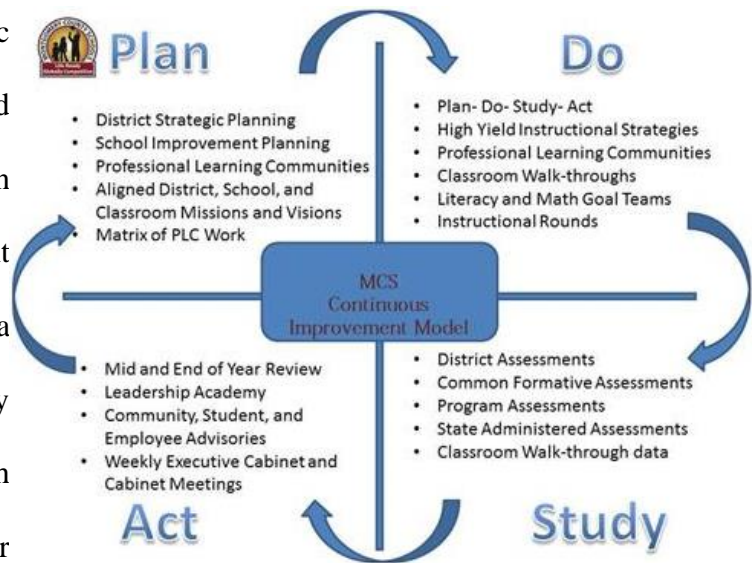 Plan
Do
• District Strategic Planning
• School Improvement Planning
• Professional Learning Communities
• Aligned District, School, and
Classroom Missions and Visions
• Matrix of PLC Work
• Plan- Do- Study- Act
• High Yield Instructional Strategies
• Professional Learning Communities
• Classroom Walk-throughs
• Literacy and Math Goal Teams
• Instructional Rounds
MCS
Continuous
Improvement Model
• Mid and End of Year Review
• Leadership Academy
• Community, Student, and
Employee Advisories
• Weekly Executive Cabinet and
Cabinet Meetings
• District Assessments
• Common Formative Assessments
• Program Assessments
• State Administered Assessments
• Classroom Walk-through data
Act
Study